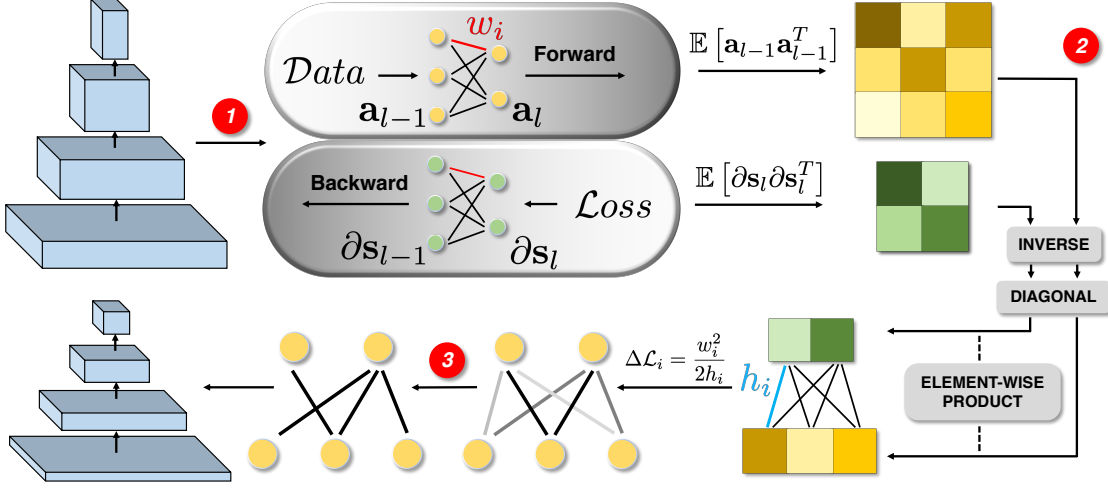 1
𝒟ata
w_i
Forward
a_{l-1}
a_l
𝔼 [a_{l-1} a_{l-1}^T]
2
Backward
ℒoss
∂s_{l-1}
∂s_l
𝔼 [∂s_l ∂s_l^T]
INVERSE
DIAGONAL
3
Δℒ_i = w_i^2 / 2h_i
h_i
ELEMENT-WISE
PRODUCT